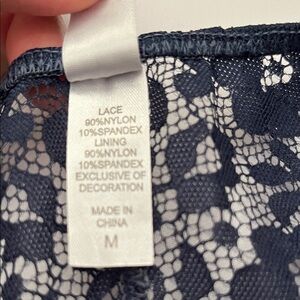 LACE
90%NYLON
10%SPANDEX
LINING
90%NYLON
10%SPANDEX
EXCLUSIVE OF
DECORATION
MADE IN
CHINA
M